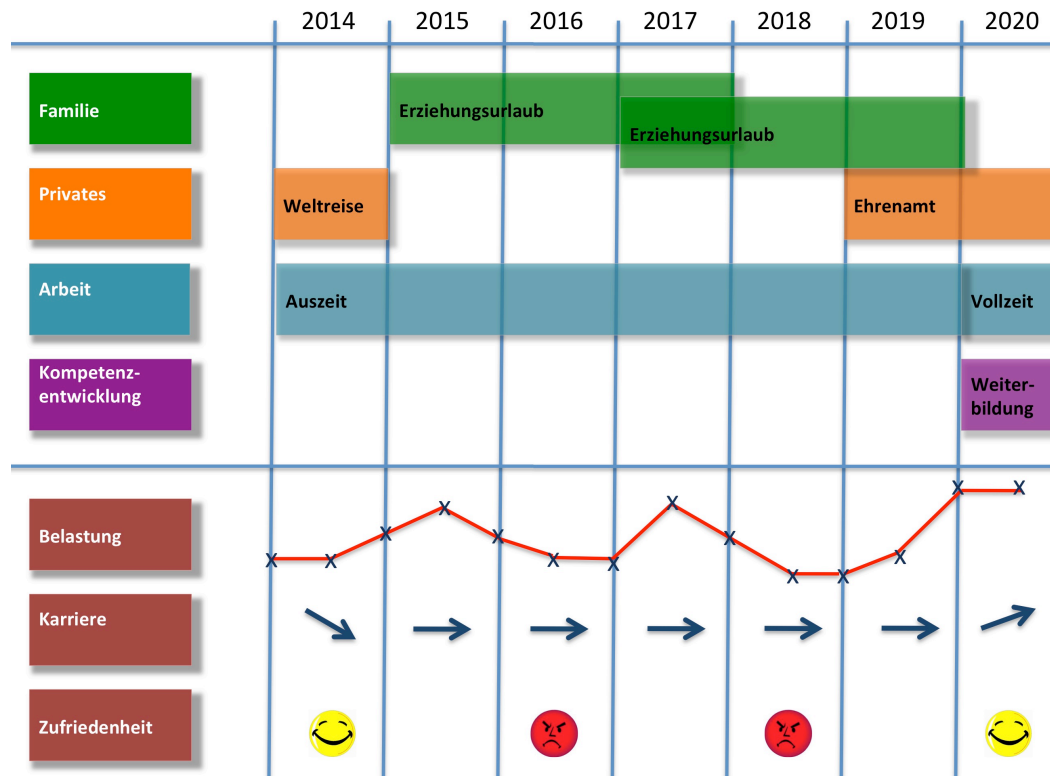 2014 2015 2016 2017 2018 2019 2020
Familie
Erziehungsurlaub
Erziehungsurlaub
Privates
Weltreise
Ehrenamt
Arbeit
Auszeit
Vollzeit
Kompetenz-
entwicklung
Weiter-
bildung
Belastung
x x x x x x x x x x x x x x
Karriere
Zufriedenheit